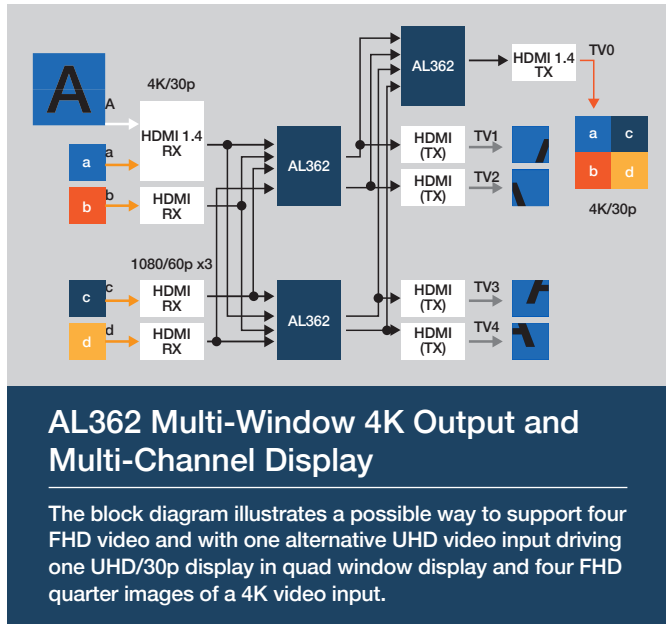 A
4K/30p
A
HDMI 1.4
RX
a
a
b
b
HDMI
RX
1080/60p x3
c
c
HDMI
RX
d
d
HDMI
RX
AL362
AL362
AL362
HDMI 1.4
TX
TV0
a
c
b
d
4K/30p
HDMI
(TX)
TV1
HDMI
(TX)
TV2
HDMI
(TX)
TV3
HDMI
(TX)
TV4
AL362 Multi-Window 4K Output and
Multi-Channel Display
The block diagram illustrates a possible way to support four
FHD video and with one alternative UHD video input driving
one UHD/30p display in quad window display and four FHD
quarter images of a 4K video input.